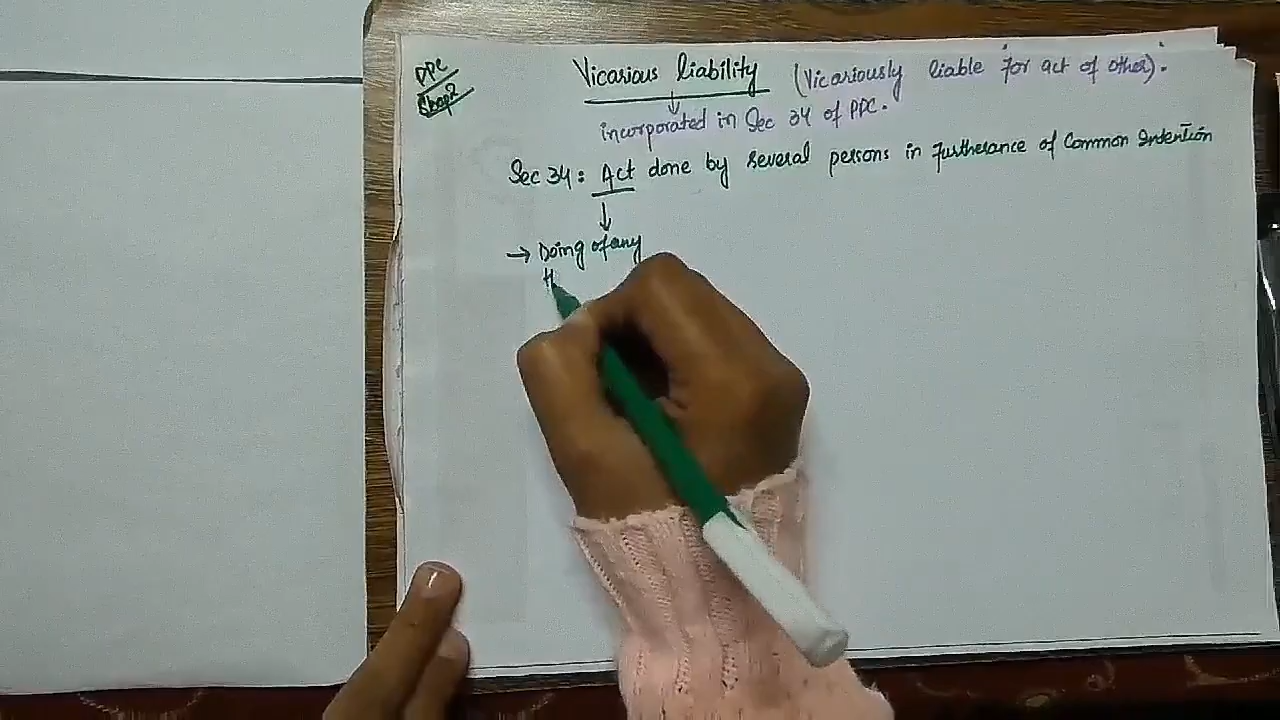 PPC
Chap2
Vicarious liability (Vicariously liable for act of other).
incorporated in Sec 34 of PPC.
Sec 34: Act done by several persons in furtherance of Common Intention
→ Doing of any